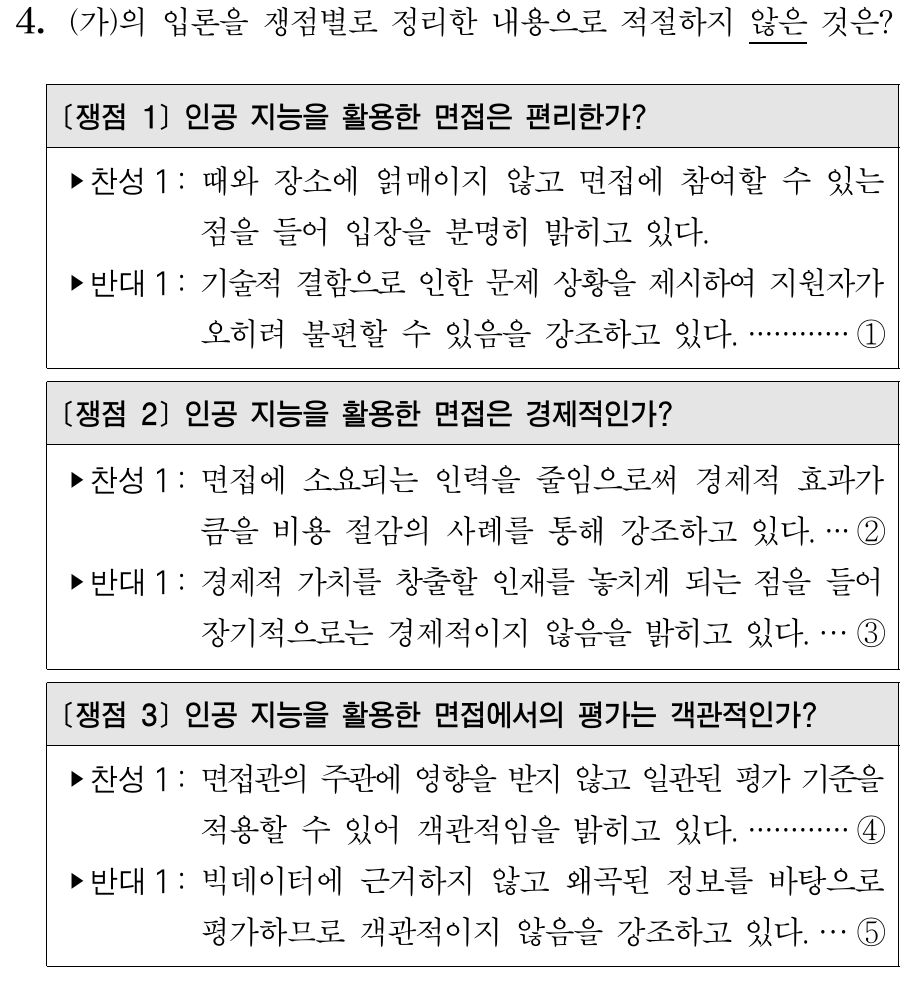 4. (가)의 입론을 쟁점별로 정리한 내용으로 적절하지 않은 것은?
〔쟁점 1〕 인공 지능을 활용한 면접은 편리한가?
▶찬성 1 : 때와 장소에 얽매이지 않고 면접에 참여할 수 있는
점을 들어 입장을 분명히 밝히고 있다.
▶반대 1 : 기술적 결함으로 인한 문제 상황을 제시하여 지원자가
오히려 불편할 수 있음을 강조하고 있다. ………… ①
〔쟁점 2〕 인공 지능을 활용한 면접은 경제적인가?
▶찬성 1 : 면접에 소요되는 인력을 줄임으로써 경제적 효과가
큼을 비용 절감의 사례를 통해 강조하고 있다. … ②
▶반대 1 : 경제적 가치를 창출할 인재를 놓치게 되는 점을 들어
장기적으로는 경제적이지 않음을 밝히고 있다. … ③
〔쟁점 3〕 인공 지능을 활용한 면접에서의 평가는 객관적인가?
▶찬성 1 : 면접관의 주관에 영향을 받지 않고 일관된 평가 기준을
적용할 수 있어 객관적임을 밝히고 있다. ………… ④
▶반대 1 : 빅데이터에 근거하지 않고 왜곡된 정보를 바탕으로
평가하므로 객관적이지 않음을 강조하고 있다. … ⑤